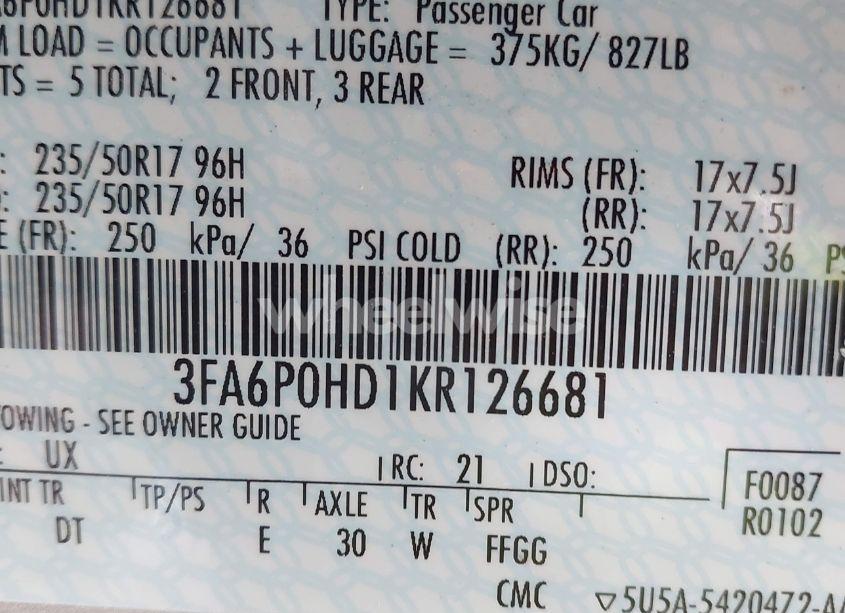 6P0HD1KR126681 TYPE: Passenger Car
LOAD = OCCUPANTS + LUGGAGE = 375KG/ 827LB
TS = 5 TOTAL; 2 FRONT, 3 REAR
: 235/50R17 96H RIMS (FR): 17x7.5J
: 235/50R17 96H (RR): 17x7.5J
E (FR): 250 kPa/ 36 PSI COLD (RR): 250 kPa/ 36 PS
wheelwise
3FA6P0HD1KR126681
OWING - SEE OWNER GUIDE
: UX RC: 21 DSO:
INT TR TP/PS R AXLE TR SPR F0087
DT E 30 W FFGG R0102
CMC ▽5U5A-5420472-A